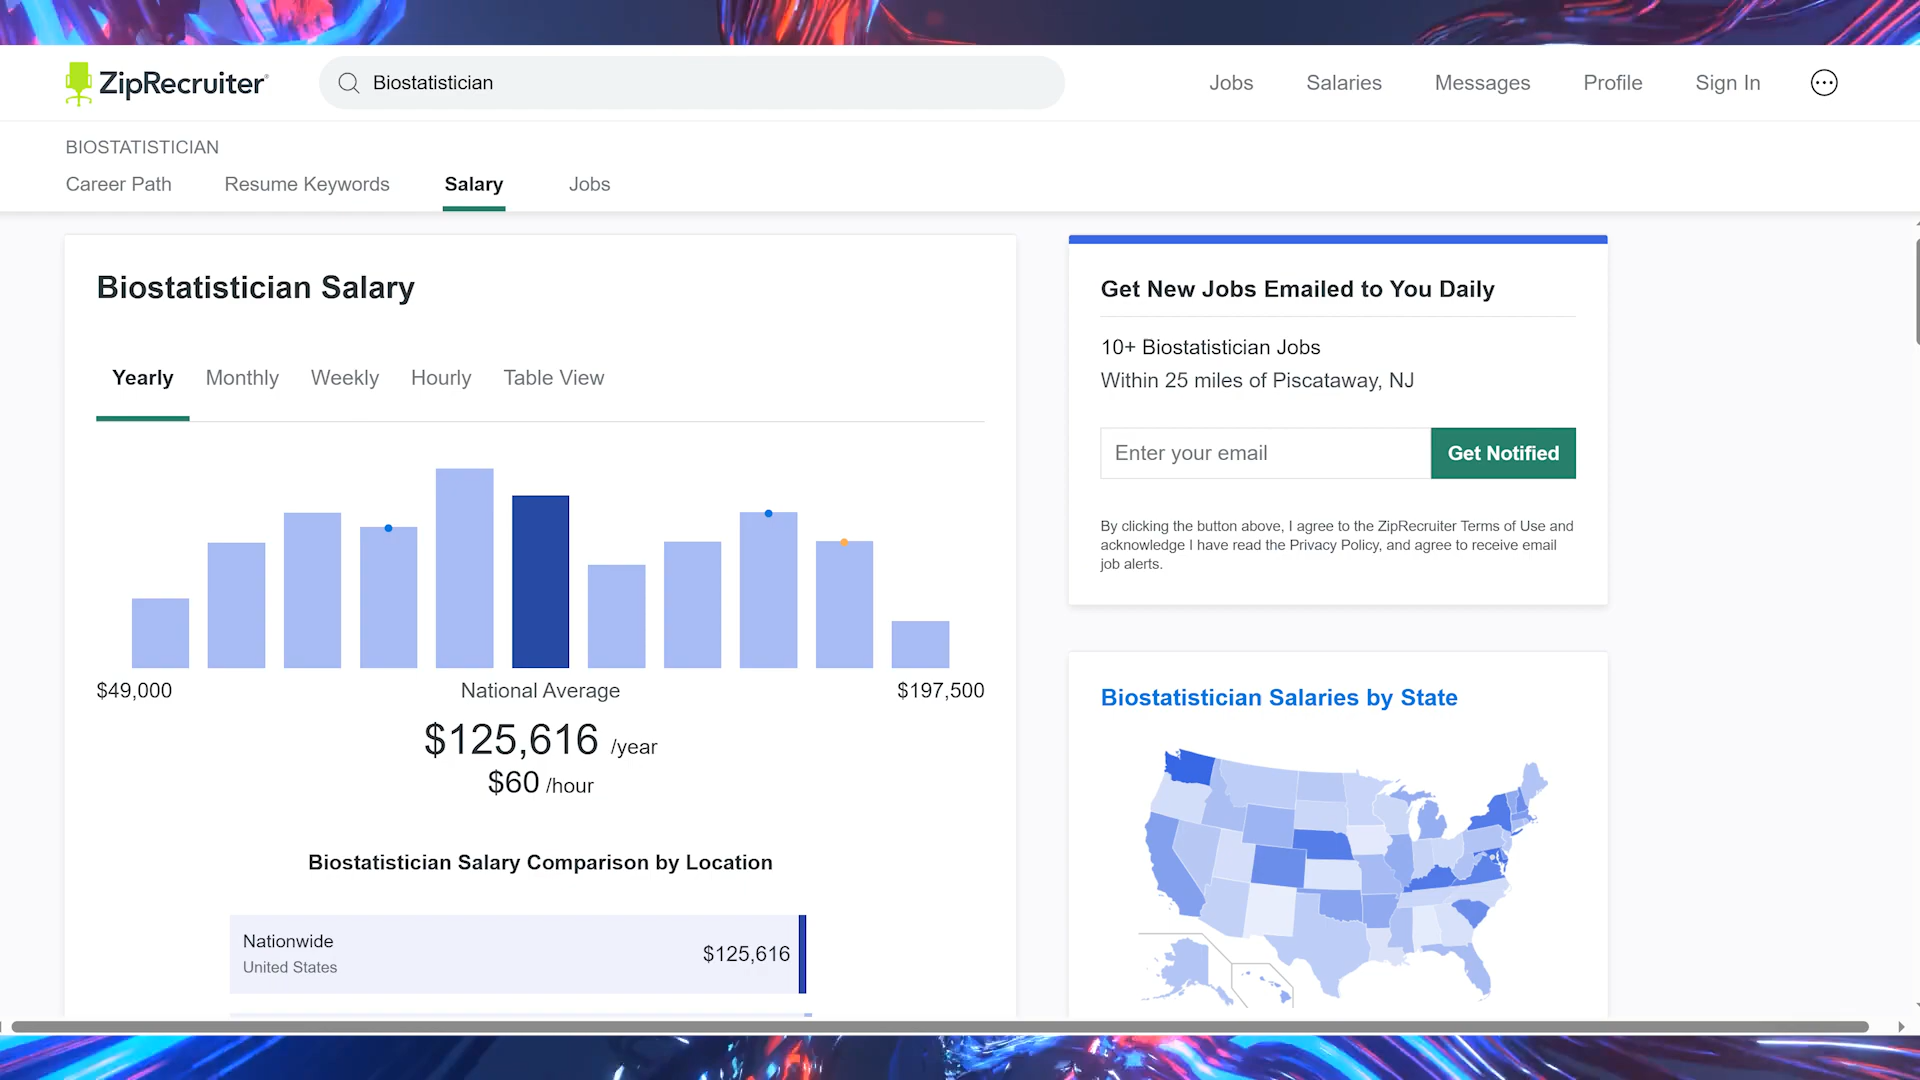 ZipRecruiter
Biostatistician
Jobs
Salaries
Messages
Profile
Sign In
BIOSTATISTICIAN
Career Path
Resume Keywords
Salary
Jobs
Biostatistician Salary
Yearly
Monthly
Weekly
Hourly
Table View
$49,000
National Average
$197,500
$125,616 /year
$60 /hour
Biostatistician Salary Comparison by Location
Nationwide
United States
$125,616
Get New Jobs Emailed to You Daily
10+ Biostatistician Jobs
Within 25 miles of Piscataway, NJ
Enter your email
Get Notified
By clicking the button above, I agree to the ZipRecruiter Terms of Use and
acknowledge I have read the Privacy Policy, and agree to receive email
job alerts.
Biostatistician Salaries by State